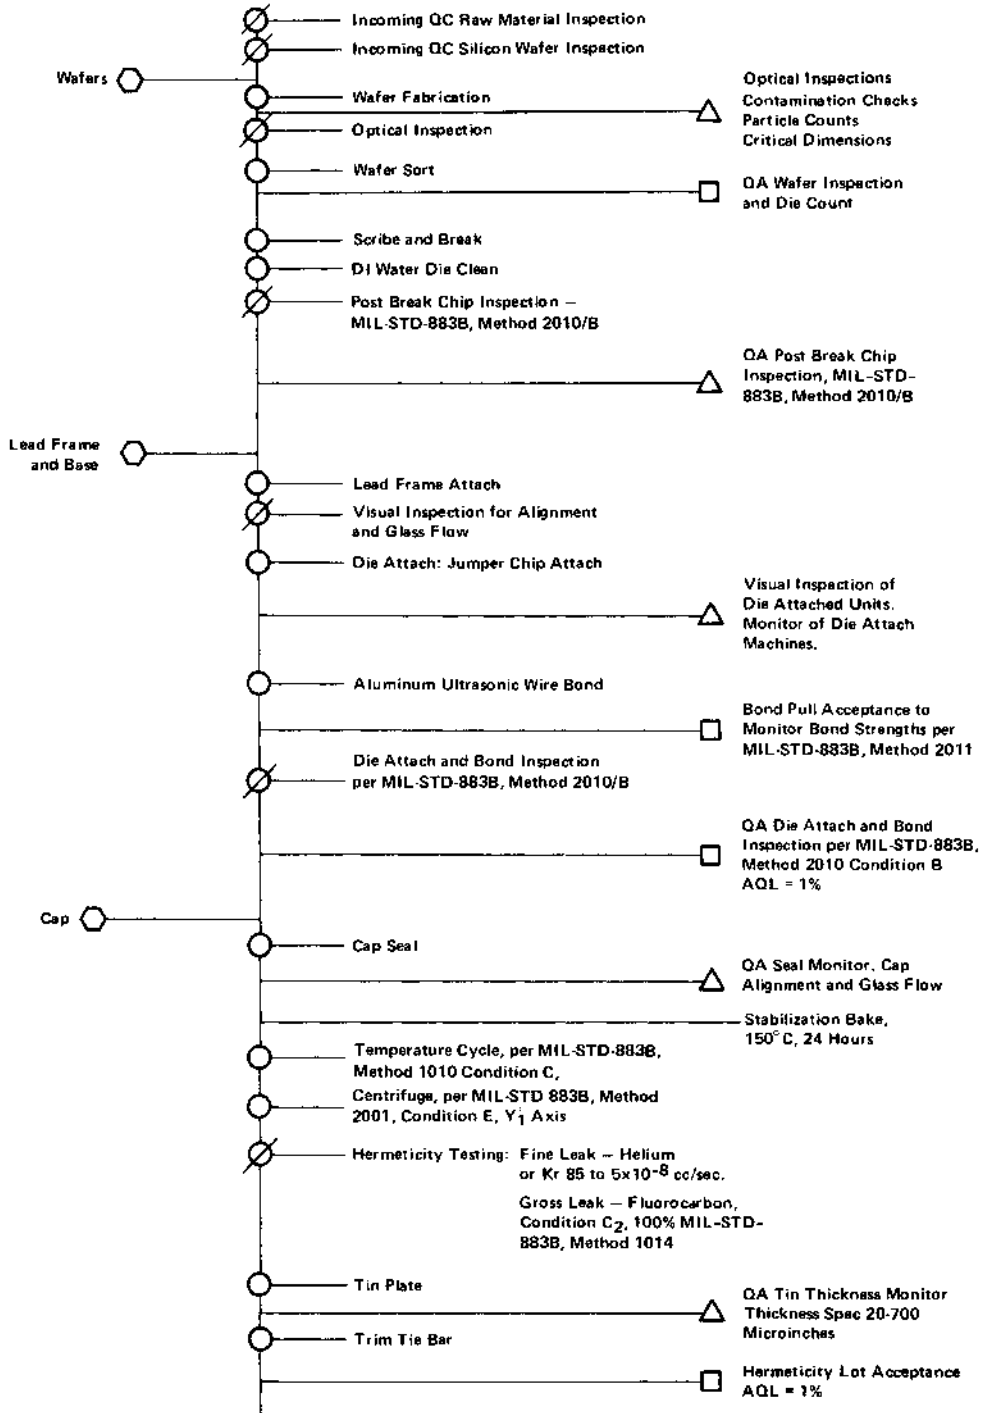 Incoming QC Raw Material Inspection
Incoming QC Silicon Wafer Inspection
Wafers
Wafer Fabrication
Optical Inspections
Contamination Checks
Particle Counts
Critical Dimensions
Optical Inspection
Wafer Sort
QA Wafer Inspection
and Die Count
Scribe and Break
DI Water Die Clean
Post Break Chip Inspection –
MIL-STD-883B, Method 2010/B
QA Post Break Chip
Inspection, MIL-STD-
883B, Method 2010/B
Lead Frame
and Base
Lead Frame Attach
Visual Inspection for Alignment
and Glass Flow
Die Attach: Jumper Chip Attach
Visual Inspection of
Die Attached Units.
Monitor of Die Attach
Machines.
Aluminum Ultrasonic Wire Bond
Bond Pull Acceptance to
Monitor Bond Strengths per
MIL-STD-883B, Method 2011
Die Attach and Bond Inspection
per MIL-STD-883B, Method 2010/B
QA Die Attach and Bond
Inspection per MIL-STD-883B,
Method 2010 Condition B
AQL = 1%
Cap
Cap Seal
QA Seal Monitor, Cap
Alignment and Glass Flow
Stabilization Bake,
150°C, 24 Hours
Temperature Cycle, per MIL-STD-883B,
Method 1010 Condition C,
Centrifuge, per MIL-STD 883B, Method
2001, Condition E, Y1 Axis
Hermeticity Testing: Fine Leak – Helium
or Kr 85 to 5x10-8 cc/sec.
Gross Leak – Fluorocarbon,
Condition C2, 100% MIL-STD-
883B, Method 1014
Tin Plate
QA Tin Thickness Monitor
Thickness Spec 20-700
Microinches
Trim Tie Bar
Hermeticity Lot Acceptance
AQL = 1%